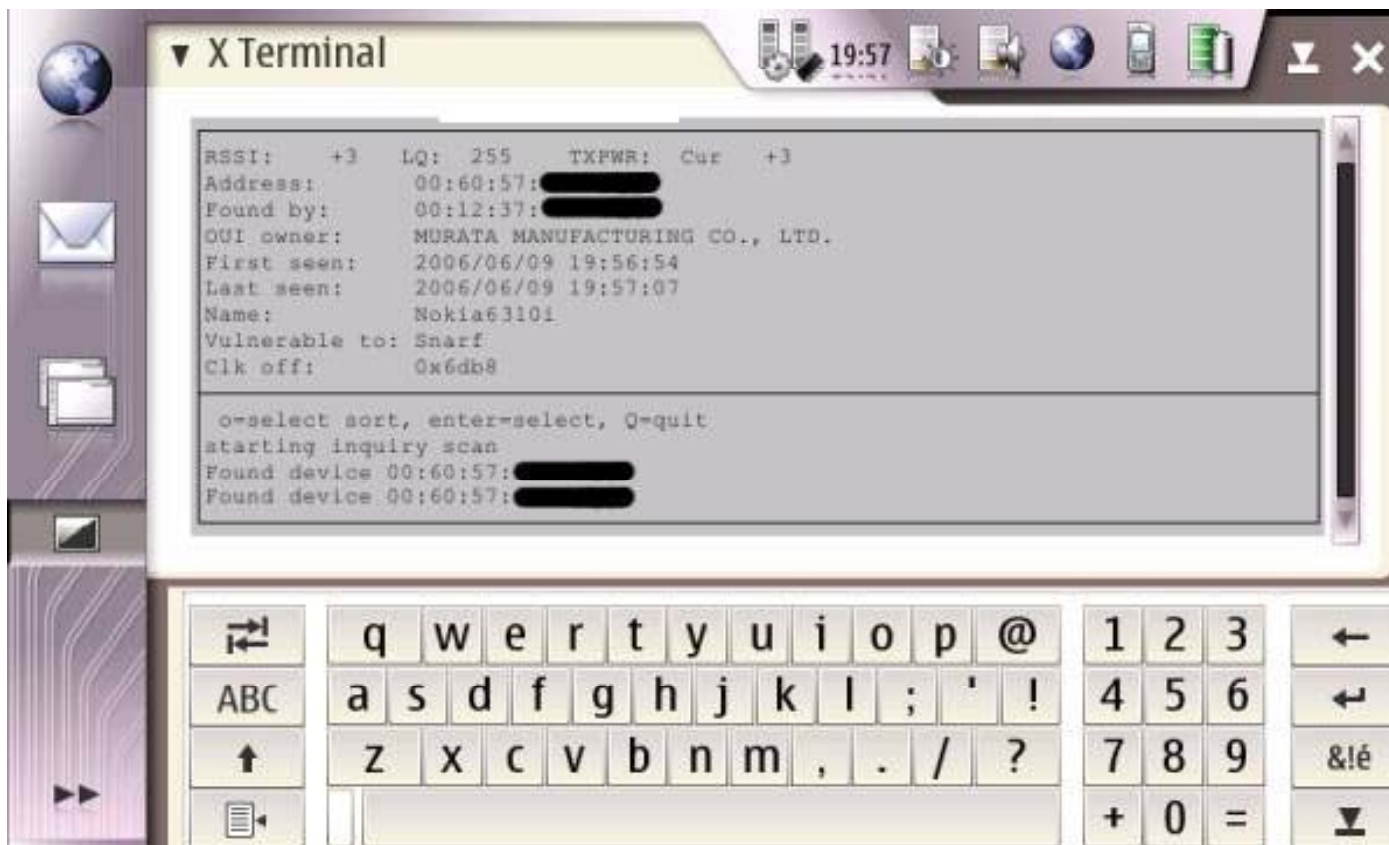 X Terminal
19:57
RSSI: +3 LQ: 255 TXPWR: Cur +3
Address: 00:60:57:
Found by: 00:12:37:
OUI owner: MURATA MANUFACTURING CO., LTD.
First seen: 2006/06/09 19:56:54
Last seen: 2006/06/09 19:57:07
Name: Nokia6310i
Vulnerable to: Snarf
Clk off: 0x6db8
o=select sort, enter=select, Q=quit
starting inquiry scan
Found device 00:60:57:
Found device 00:60:57:
q w e r t y u i o p @ 1 2 3
ABC a s d f g h j k l ; ' ! 4 5 6
z x c v b n m , . / ? 7 8 9 &!é
+ 0 =